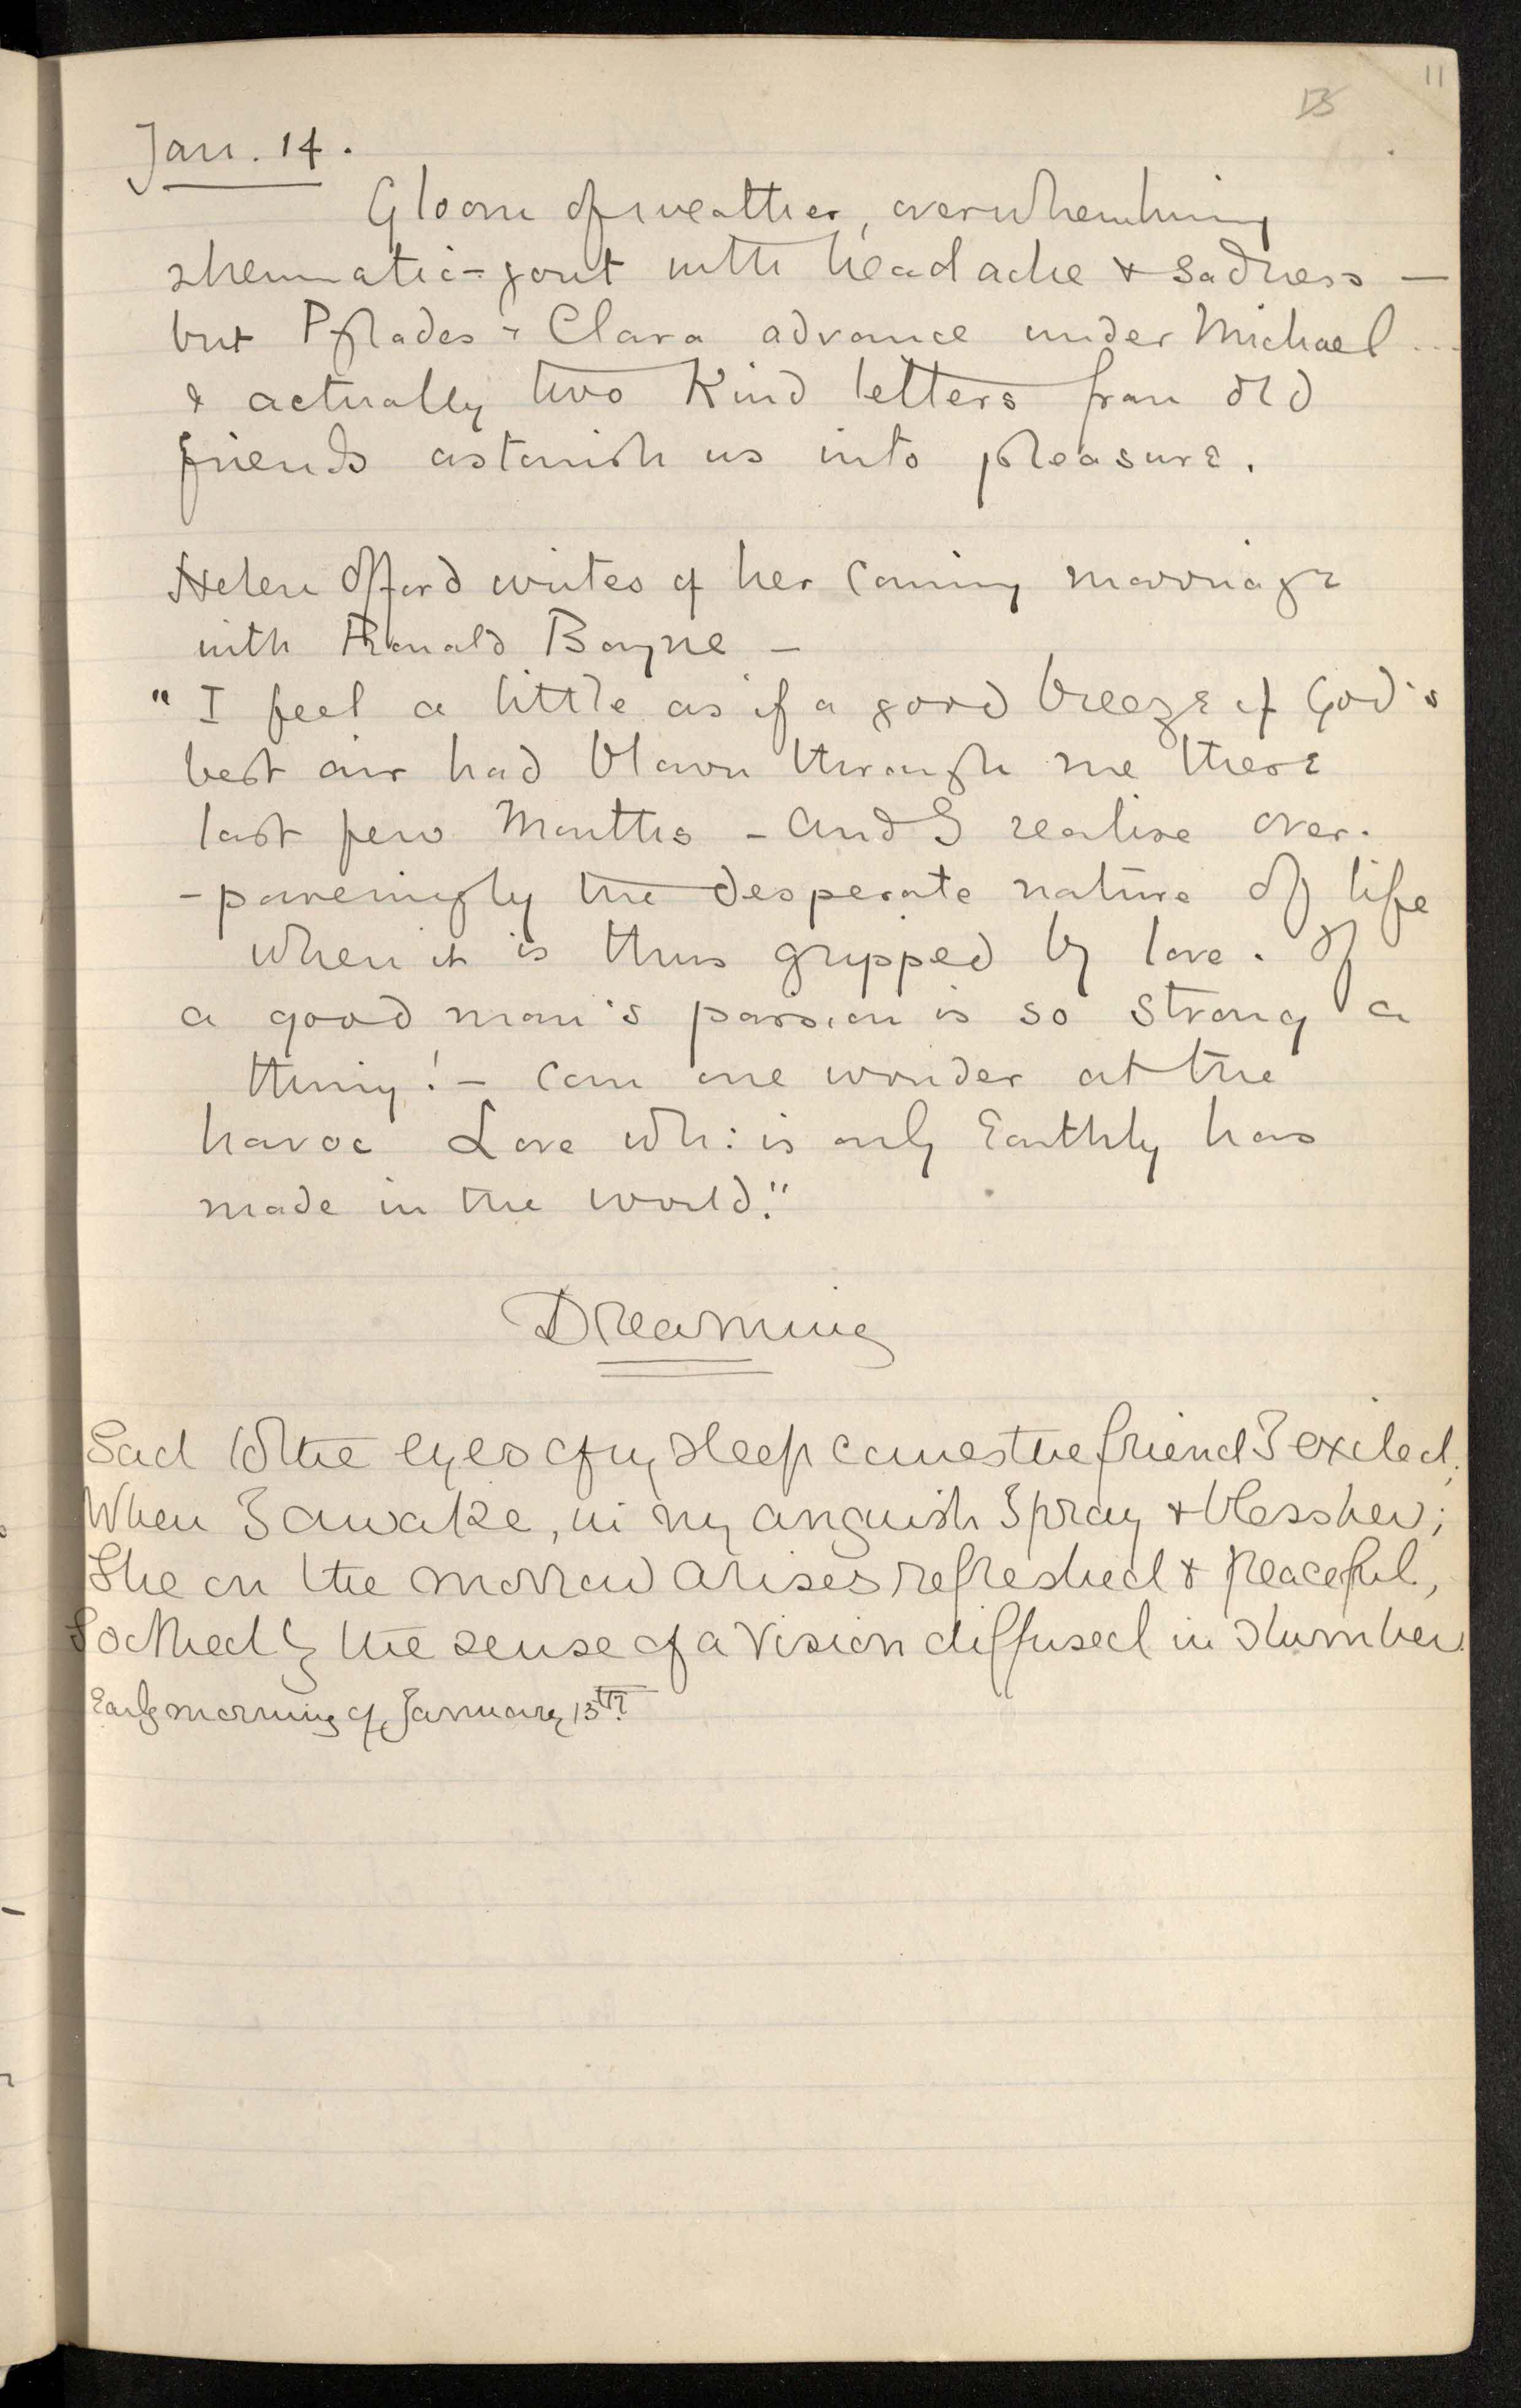 11
13
Jan. 14.
Gloom of weather, overwhelming
rheumatic-gout with headache & sadness —
but Pylades & Clara advance under Michael...
& actually two kind letters from old
friends astonish us into pleasure.
Helen Offord writes of her coming marriage
with Ronald Bayne —
"I feel a little as if a good breeze of God's
best air had blown through me these
last few months - and I realise over-
-poweringly the desperate nature of life
when it is thus gripped by love. If
a good man's passion is so strong a
thing! - can one wonder at the
havoc Love wh: is only Earthly has
made in the world."
Dreaming
Sad to the eyes of my sleep comes the friend I exiled;
When I awake, in my anguish I pray & bless her;
She on the morrow arises refreshed & peaceful,
Soothed by the sense of a vision diffused in slumber.
Early morning of January 13th